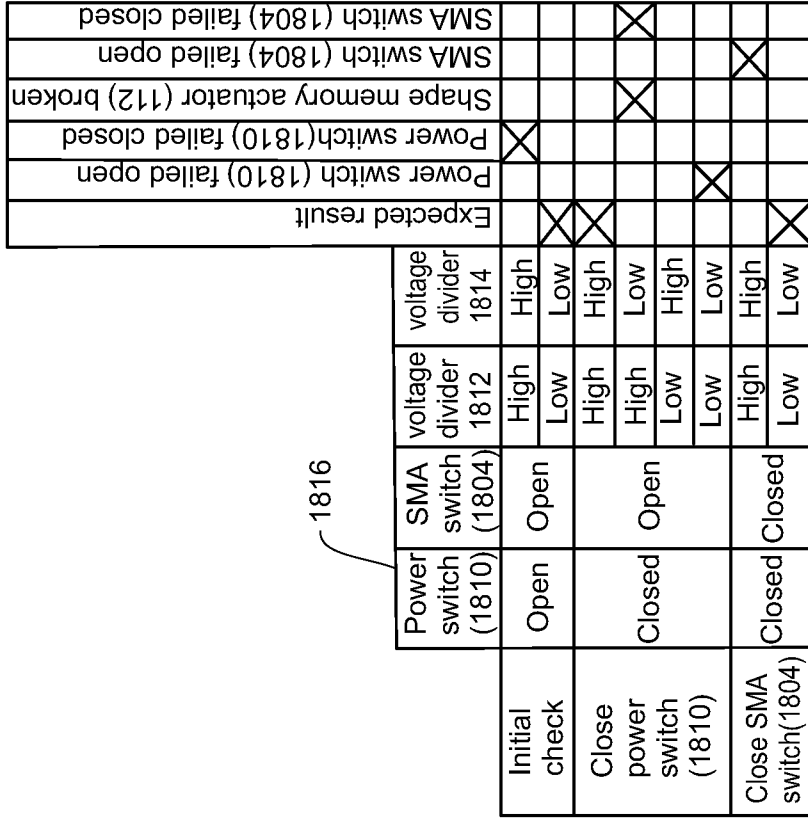 SMA switch (1804) failed closed
SMA switch (1804) failed open
Shape memory actuator (112) broken
Power switch(1810) failed closed
Power switch (1810) failed open
Expected result
1816
Power
switch
(1810)
SMA
switch
(1804)
voltage
divider
1812
voltage
divider
1814
Initial
check
Open
Open
High
High
Low
Low
Close
power
switch
(1810)
Closed
Open
High
High
High
Low
Low
High
Low
Low
Close SMA
switch(1804)
Closed
Closed
High
High
Low
Low